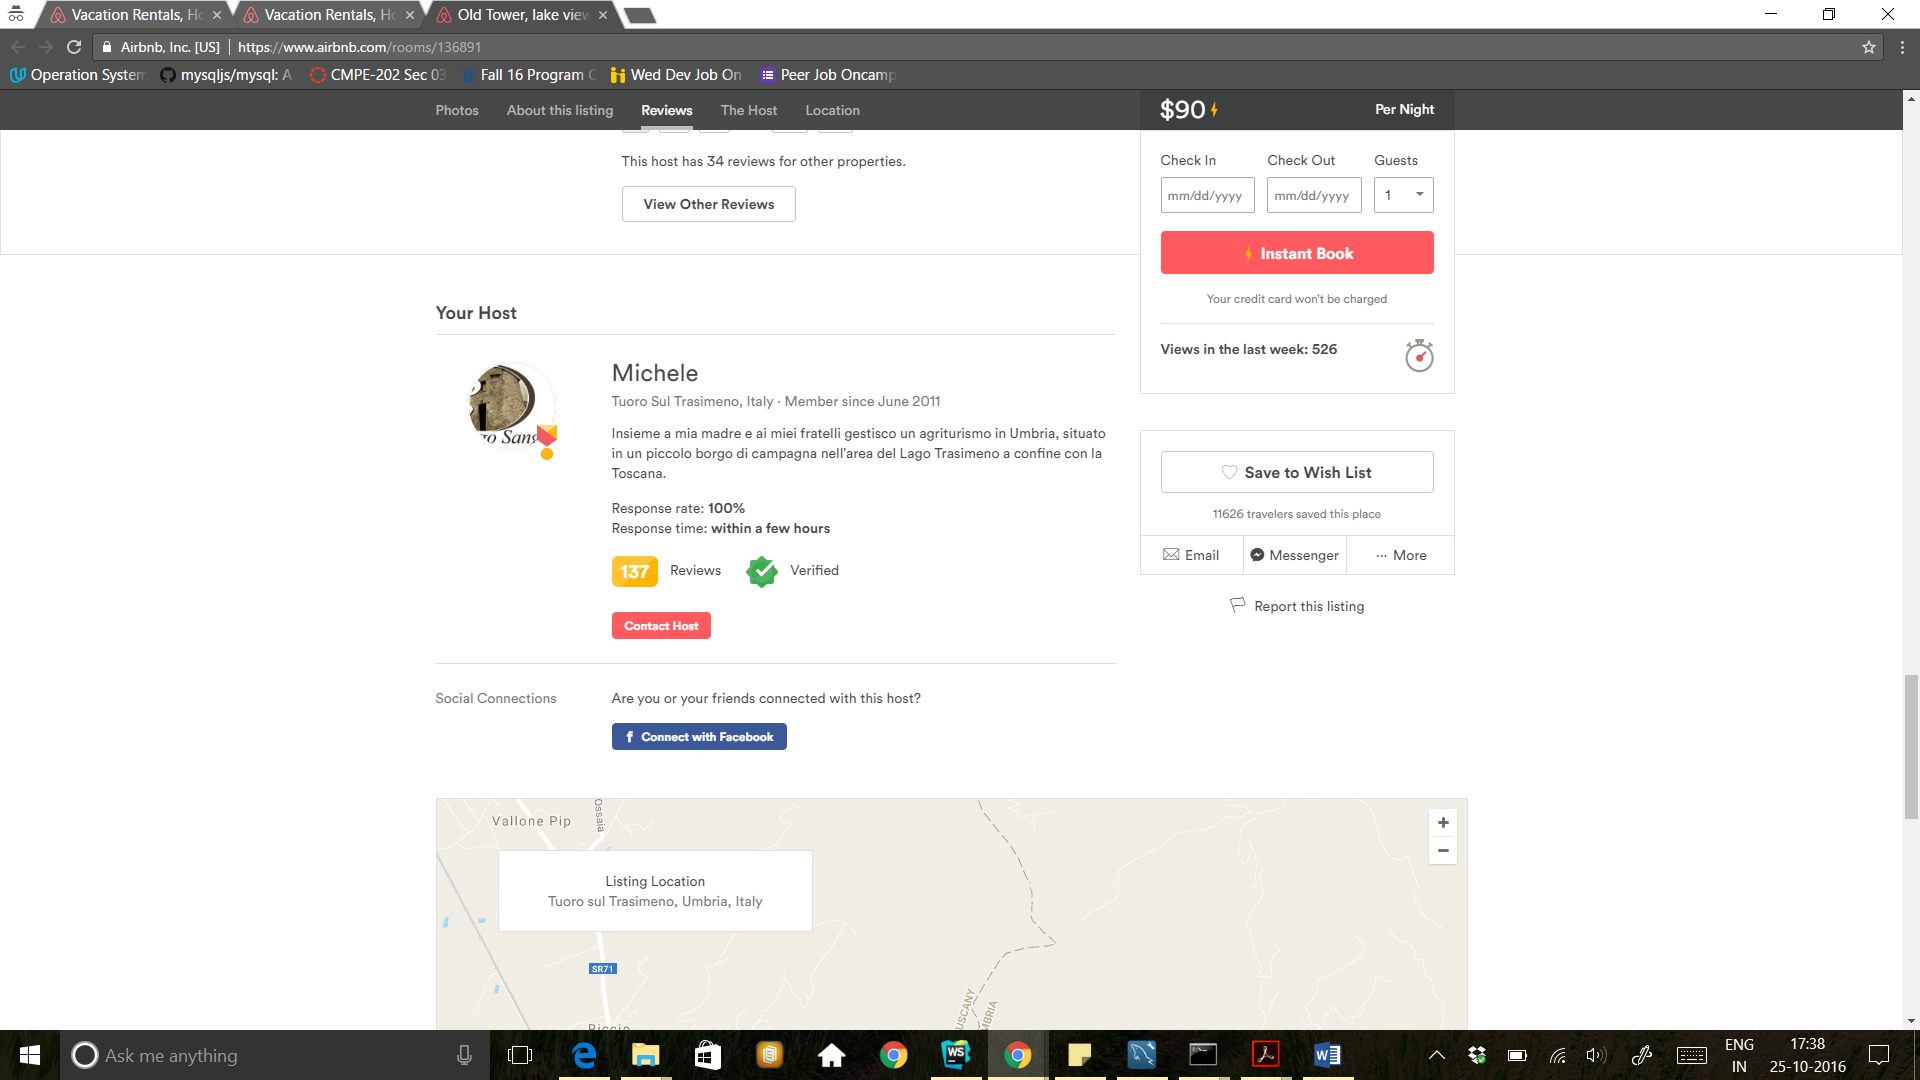 Vacation Rentals, Ho
Vacation Rentals, Ho
Old Tower, lake view
Airbnb, Inc. [US]
https://www.airbnb.com/rooms/136891
Operation System
mysqljs/mysql: A
CMPE-202 Sec 03
Fall 16 Program C
Wed Dev Job On
Peer Job Oncamp
Photos
About this listing
Reviews
The Host
Location
$90
Per Night
This host has 34 reviews for other properties.
View Other Reviews
Check In
Check Out
Guests
mm/dd/yyyy
mm/dd/yyyy
1
Instant Book
Your credit card won't be charged
Views in the last week: 526
Your Host
go Sang
Michele
Tuoro Sul Trasimeno, Italy · Member since June 2011
Insieme a mia madre e ai miei fratelli gestisco un agriturismo in Umbria, situato
in un piccolo borgo di campagna nell'area del Lago Trasimeno a confine con la
Toscana.
Response rate: 100%
Response time: within a few hours
137 Reviews
Verified
Contact Host
Save to Wish List
11626 travelers saved this place
Email
Messenger
··· More
Report this listing
Social Connections
Are you or your friends connected with this host?
Connect with Facebook
Vallone Pip
Ossaia
Listing Location
Tuoro sul Trasimeno, Umbria, Italy
SR71
Riccio
USCANY
MBRIA
+
−
Ask me anything
WS
ENG
IN
17:38
25-10-2016